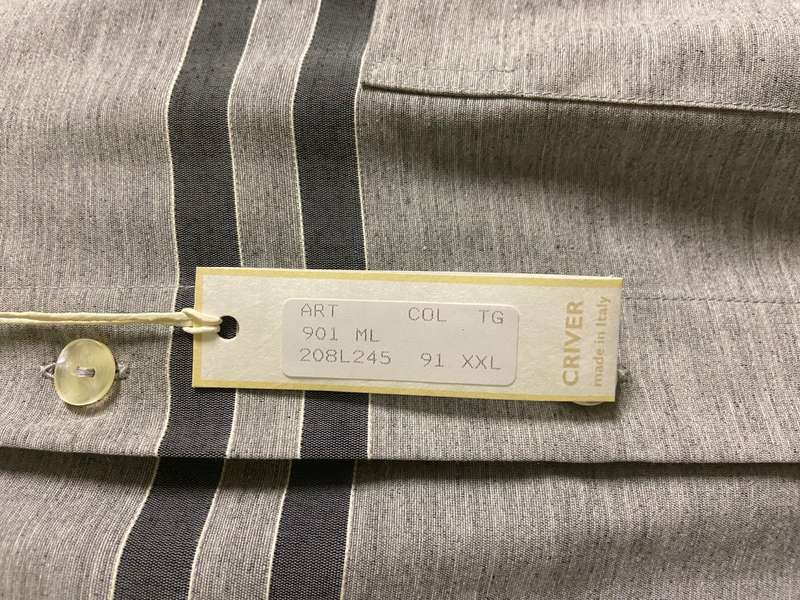 ART COL TG
901 ML
208L245 91 XXL
CRIVER
made in Italy